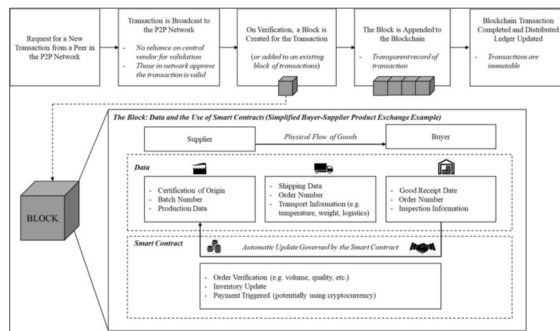 Request for a New
Transaction from a Peer in
the P2P Network
Transaction is Broadcast to
the P2P Network
- No reliance on central
vendor for validation
- Those in network approve
the transaction is valid
On Verification, a Block is
Created for the Transaction
(or added to an existing
block of transactions)
The Block is Appended to
the Blockchain
- Transparent record of
transaction
Blockchain Transaction
Completed and Distributed
Ledger Updated
- Transactions are
immutable
BLOCK
The Block: Data and the Use of Smart Contracts (Simplified Buyer-Supplier Product Exchange Example)
Supplier
Physical Flow of Goods
Buyer
Data
- Certification of Origin
- Batch Number
- Production Data
- Shipping Data
- Order Number
- Transport Information (e.g.
temperature, weight, logistics)
- Good Receipt Date
- Order Number
- Inspection Information
Smart Contract
Automatic Update Governed by the Smart Contract
- Order Verification (e.g. volume, quality, etc.)
- Inventory Update
- Payment Triggered (potentially using cryptocurrency)